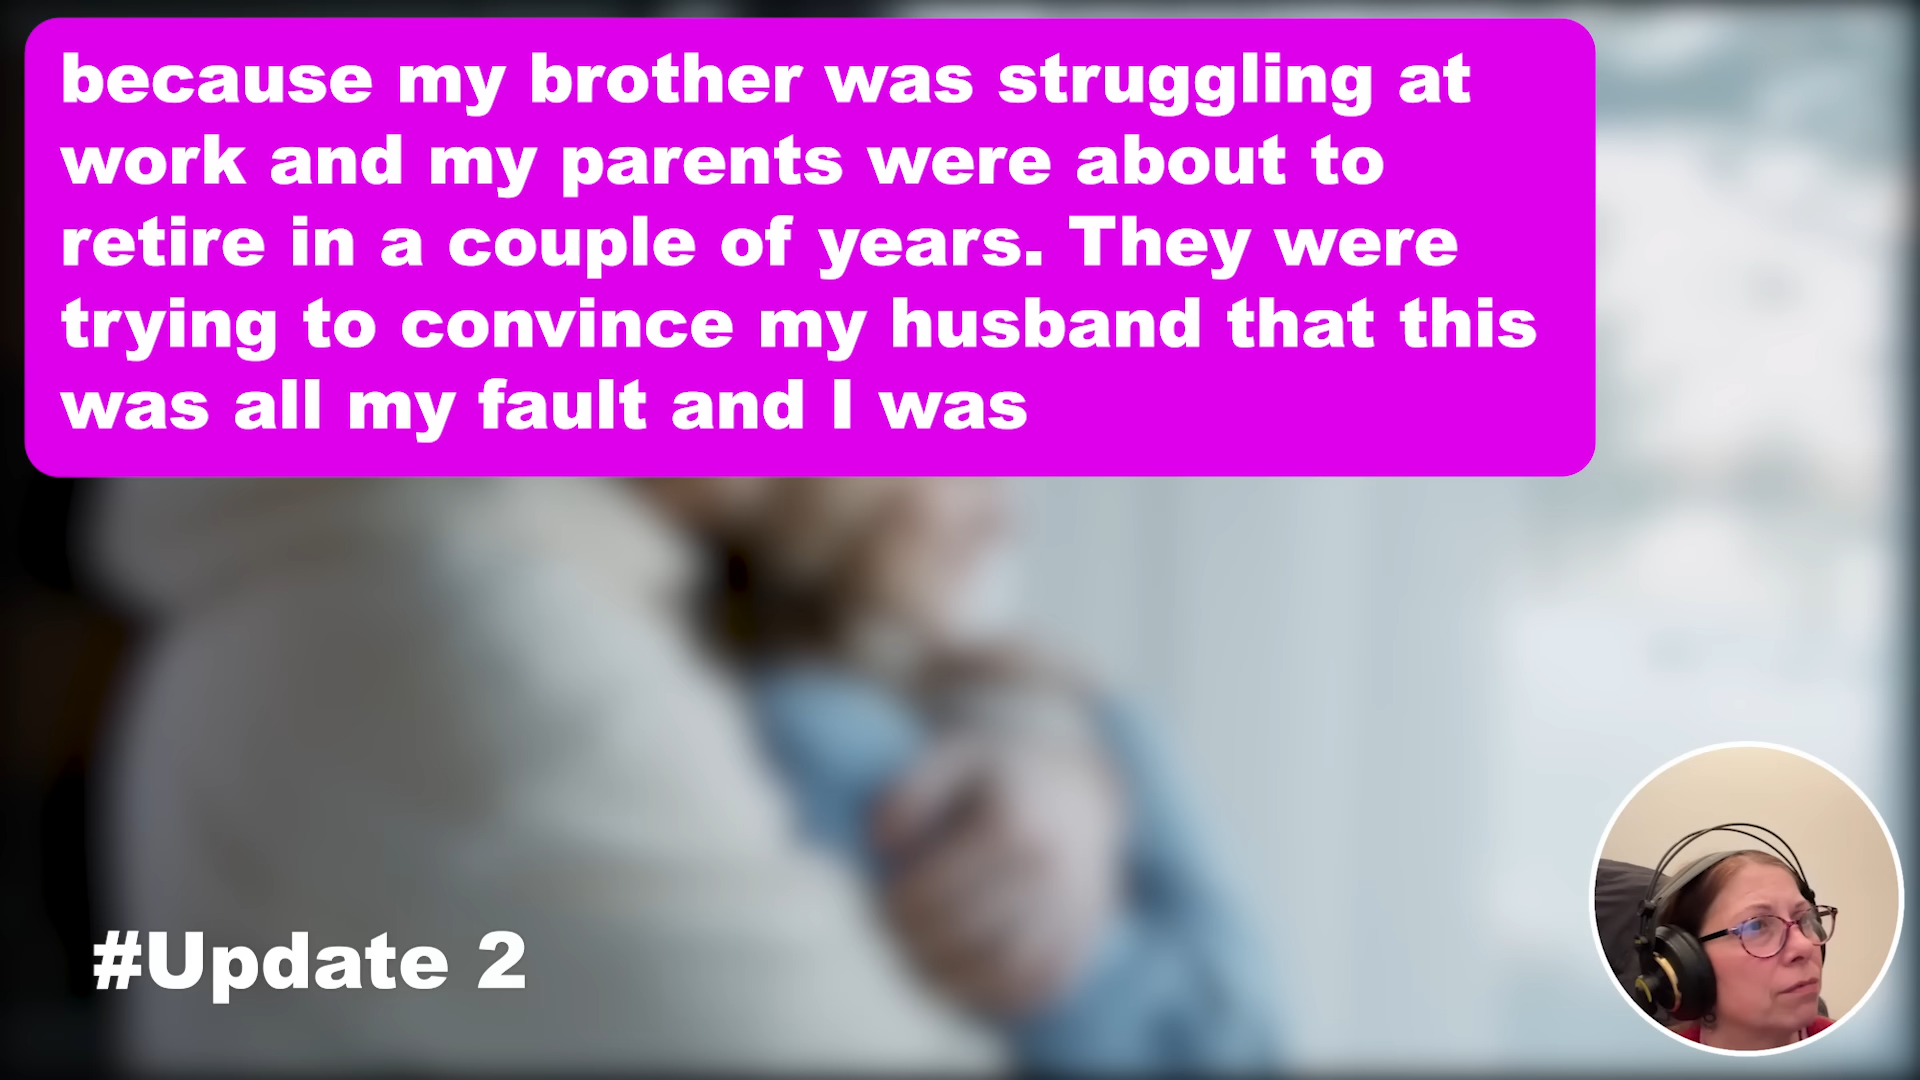 because my brother was struggling at
work and my parents were about to
retire in a couple of years. They were
trying to convince my husband that this
was all my fault and I was
#Update 2